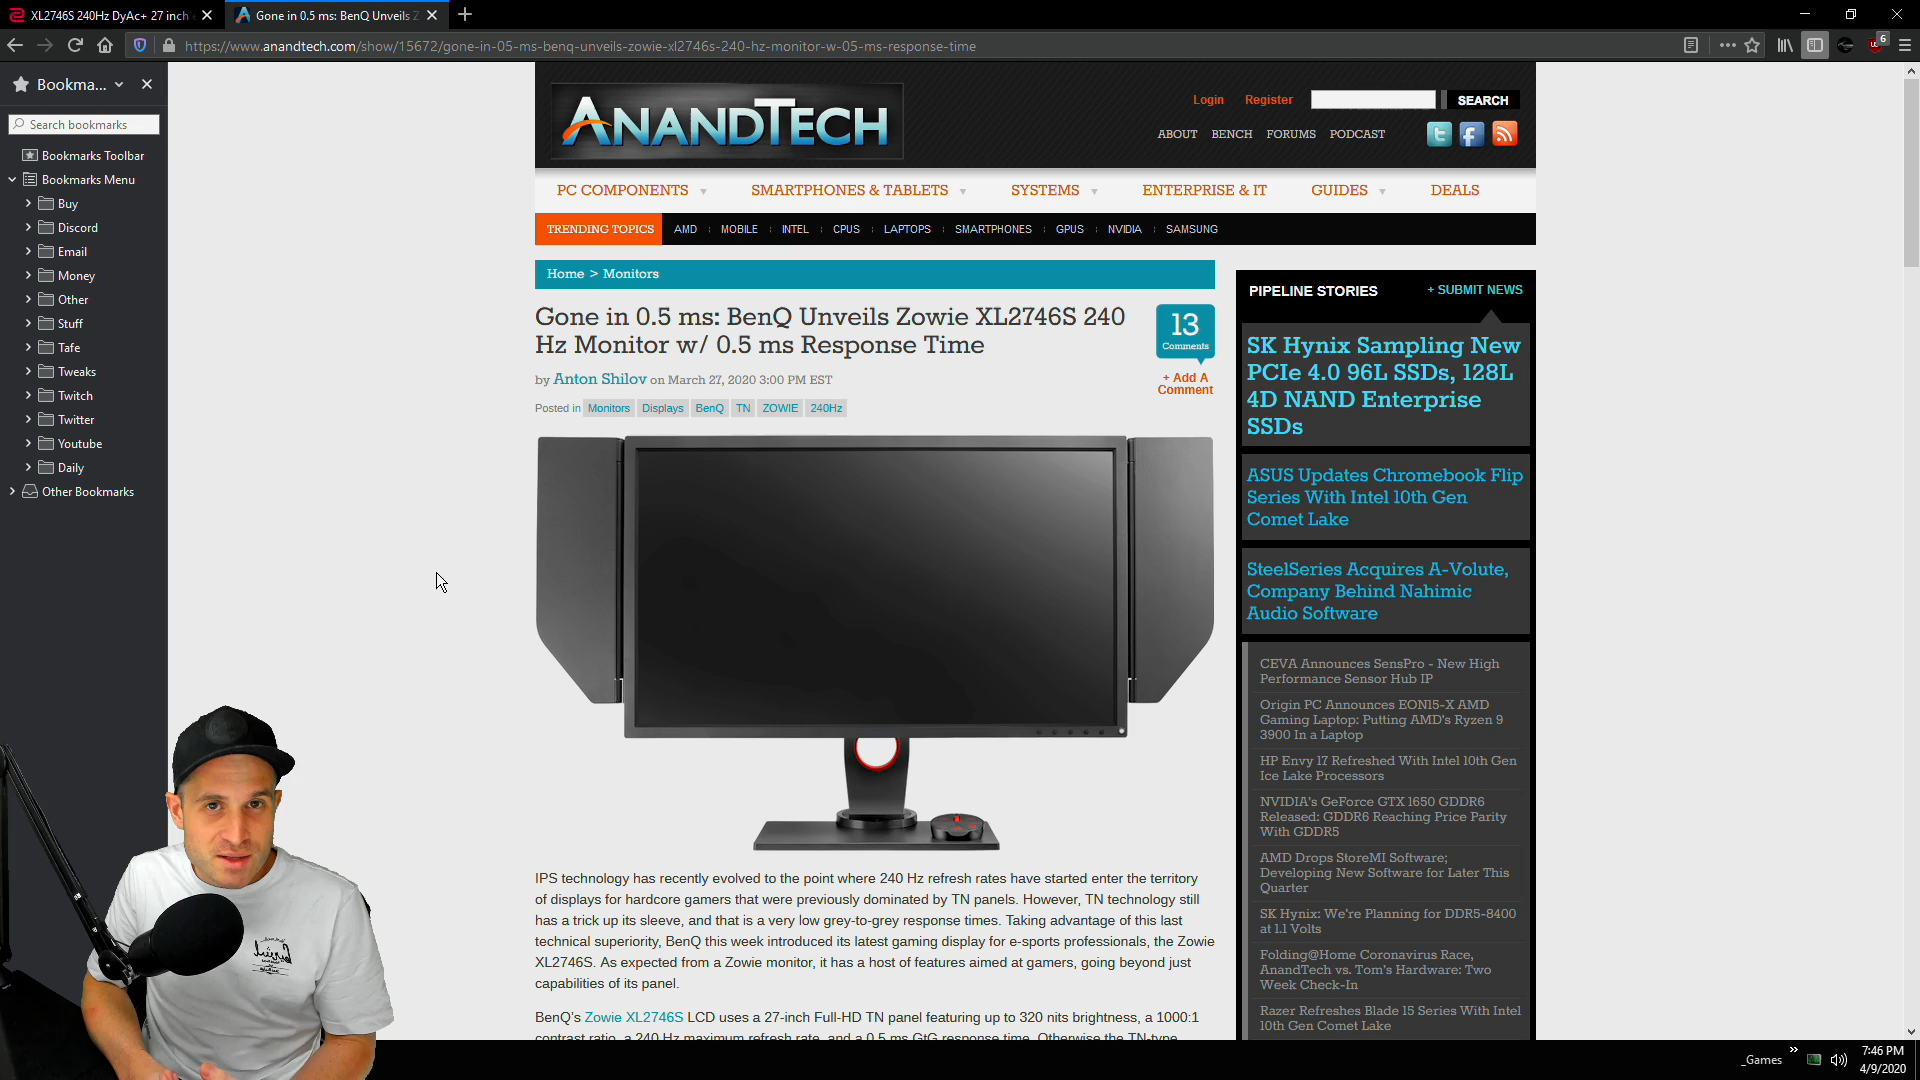 XL2746S 240Hz DyAc+ 27 inch
Gone in 0.5 ms: BenQ Unveils Z
https://www.anandtech.com/show/15672/gone-in-05-ms-benq-unveils-zowie-xl2746s-240-hz-monitor-w-05-ms-response-time
6
Bookma...
Search bookmarks
Bookmarks Toolbar
Bookmarks Menu
Buy
Discord
Email
Money
Other
Stuff
Tafe
Tweaks
Twitch
Twitter
Youtube
Daily
Other Bookmarks
ANANDTECH
Login
Register
SEARCH
ABOUT BENCH FORUMS PODCAST
PC COMPONENTS SMARTPHONES & TABLETS SYSTEMS ENTERPRISE & IT GUIDES DEALS
TRENDING TOPICS AMD MOBILE INTEL CPUS LAPTOPS SMARTPHONES GPUS NVIDIA SAMSUNG
Home > Monitors
Gone in 0.5 ms: BenQ Unveils Zowie XL2746S 240
Hz Monitor w/ 0.5 ms Response Time
by Anton Shilov on March 27, 2020 3:00 PM EST
Posted in Monitors Displays BenQ TN ZOWIE 240Hz
13
Comments
+ Add A
Comment
IPS technology has recently evolved to the point where 240 Hz refresh rates have started enter the territory
of displays for hardcore gamers that were previously dominated by TN panels. However, TN technology still
has a trick up its sleeve, and that is a very low grey-to-grey response times. Taking advantage of this last
technical superiority, BenQ this week introduced its latest gaming display for e-sports professionals, the Zowie
XL2746S. As expected from a Zowie monitor, it has a host of features aimed at gamers, going beyond just
capabilities of its panel.
BenQ's Zowie XL2746S LCD uses a 27-inch Full-HD TN panel featuring up to 320 nits brightness, a 1000:1
contrast ratio, a 240 Hz maximum refresh rate, and a 0.5 ms GtG response time. Otherwise the TN-type
PIPELINE STORIES
+ SUBMIT NEWS
SK Hynix Sampling New
PCIe 4.0 96L SSDs, 128L
4D NAND Enterprise
SSDs
ASUS Updates Chromebook Flip
Series With Intel 10th Gen
Comet Lake
SteelSeries Acquires A-Volute,
Company Behind Nahimic
Audio Software
CEVA Announces SensPro - New High
Performance Sensor Hub IP
Origin PC Announces EON15-X AMD
Gaming Laptop: Putting AMD's Ryzen 9
3900 In a Laptop
HP Envy 17 Refreshed With Intel 10th Gen
Ice Lake Processors
NVIDIA's GeForce GTX 1650 GDDR6
Released: GDDR6 Reaching Price Parity
With GDDR5
AMD Drops StoreMI Software;
Developing New Software for Later This
Quarter
SK Hynix: We're Planning for DDR5-8400
at 1.1 Volts
Folding@Home Coronavirus Race,
AnandTech vs. Tom's Hardware: Two
Week Check-In
Razer Refreshes Blade 15 Series With Intel
10th Gen Comet Lake
_Games
7:46 PM
4/9/2020